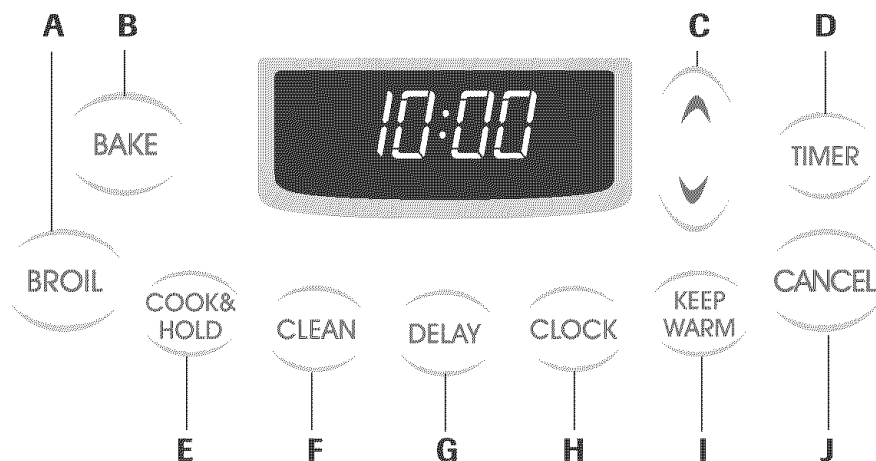 A B C D
BAKE
10:00
TIMER
BROIL
COOK&
HOLD
CLEAN
DELAY
CLOCK
KEEP
WARM
CANCEL
E F G H I J